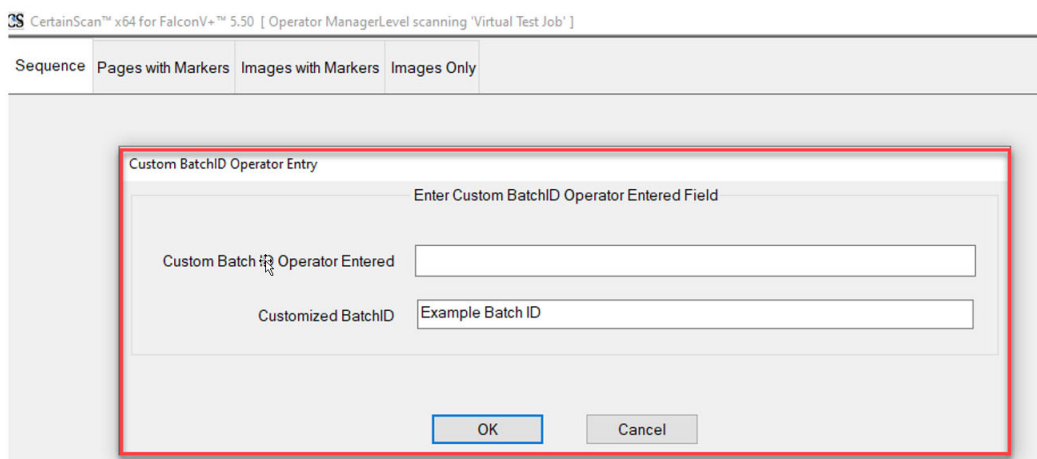 CS CertainScan™ x64 for FalconV+™ 5.50 [ Operator ManagerLevel scanning 'Virtual Test Job' ]
Sequence Pages with Markers Images with Markers Images Only
Custom BatchID Operator Entry
Enter Custom BatchID Operator Entered Field
Custom Batch ID Operator Entered
Customized BatchID Example Batch ID
OK Cancel